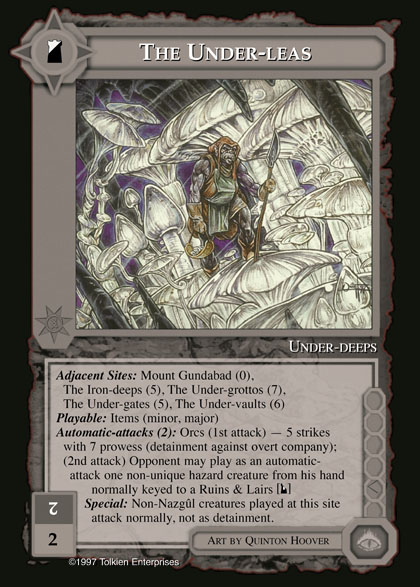 The Under-leas
Under-deeps
Adjacent Sites: Mount Gundabad (0),
The Iron-deeps (5), The Under-grottos (7),
The Under-gates (5), The Under-vaults (6)
Playable: Items (minor, major)
Automatic-attacks (2): Orcs (1st attack) — 5 strikes
with 7 prowess (detainment against overt company);
(2nd attack) Opponent may play as an automatic-
attack one non-unique hazard creature from his hand
normally keyed to a Ruins & Lairs [ ]
Special: Non-Nazgûl creatures played at this site
attack normally, not as detainment.
2
2
Art by Quinton Hoover
©1997 Tolkien Enterprises